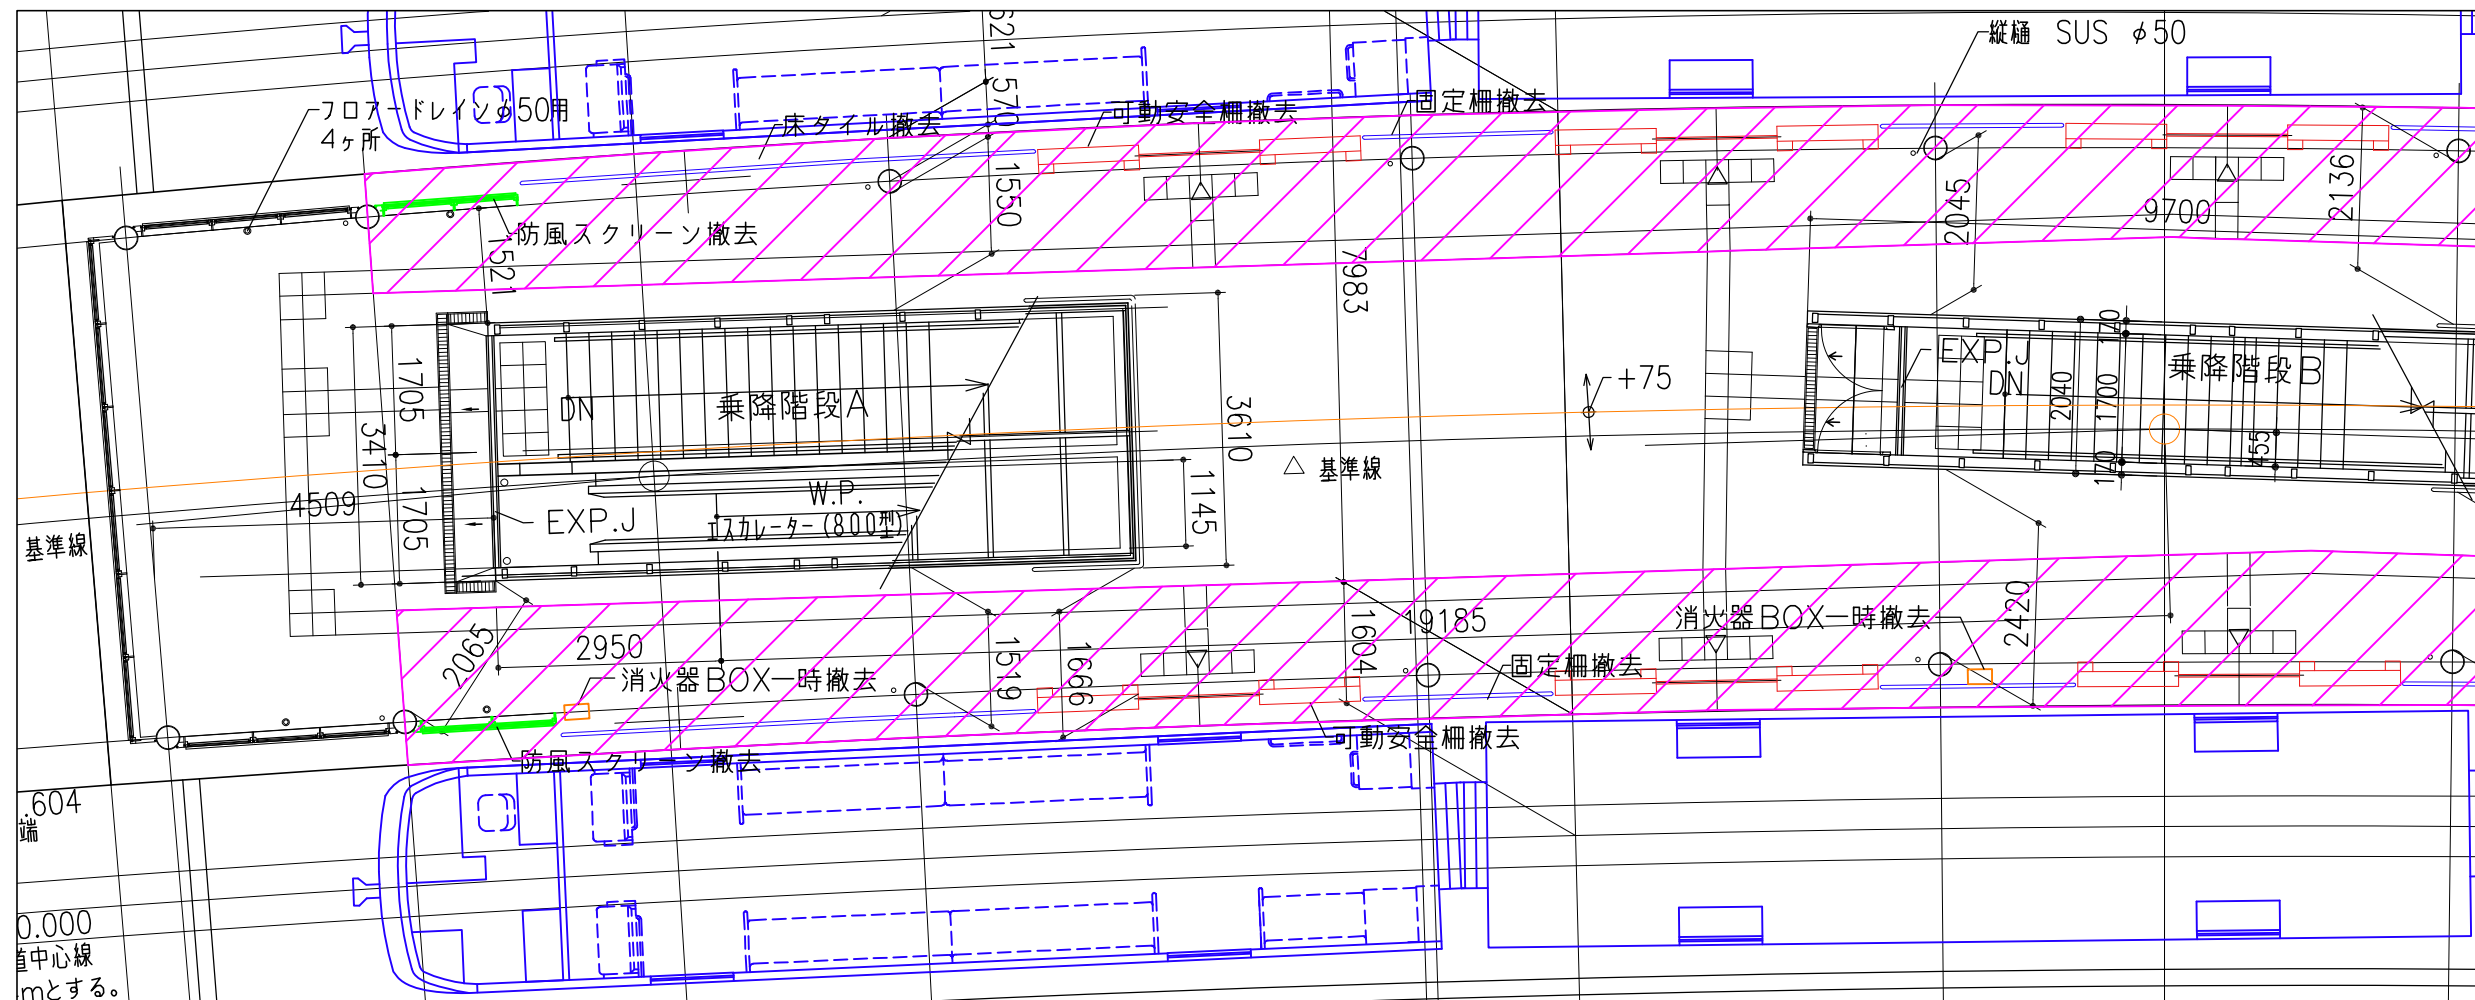 縦樋 SUS φ50
フロアードレインφ50用
4ヶ所
床タイル撤去
可動安全柵撤去
固定柵撤去
防風スクリーン撤去
570
1550
1521
7983
2045
9700
2136
1705
3410
1705
4509
基準線
DN
乗降階段A
W.P.
エスカレーター(800型)
EXP.J
3610
1145
△ 基準線
+75
EXP.J
DN
乗降階段B
170
2040
1700
455
170
2065
2950
1519
1666
1604
19185
2420
消火器BOX一時撤去
消火器BOX一時撤去
固定柵撤去
可動安全柵撤去
防風スクリーン撤去
.604
端
0.000
道中心線
mとする。